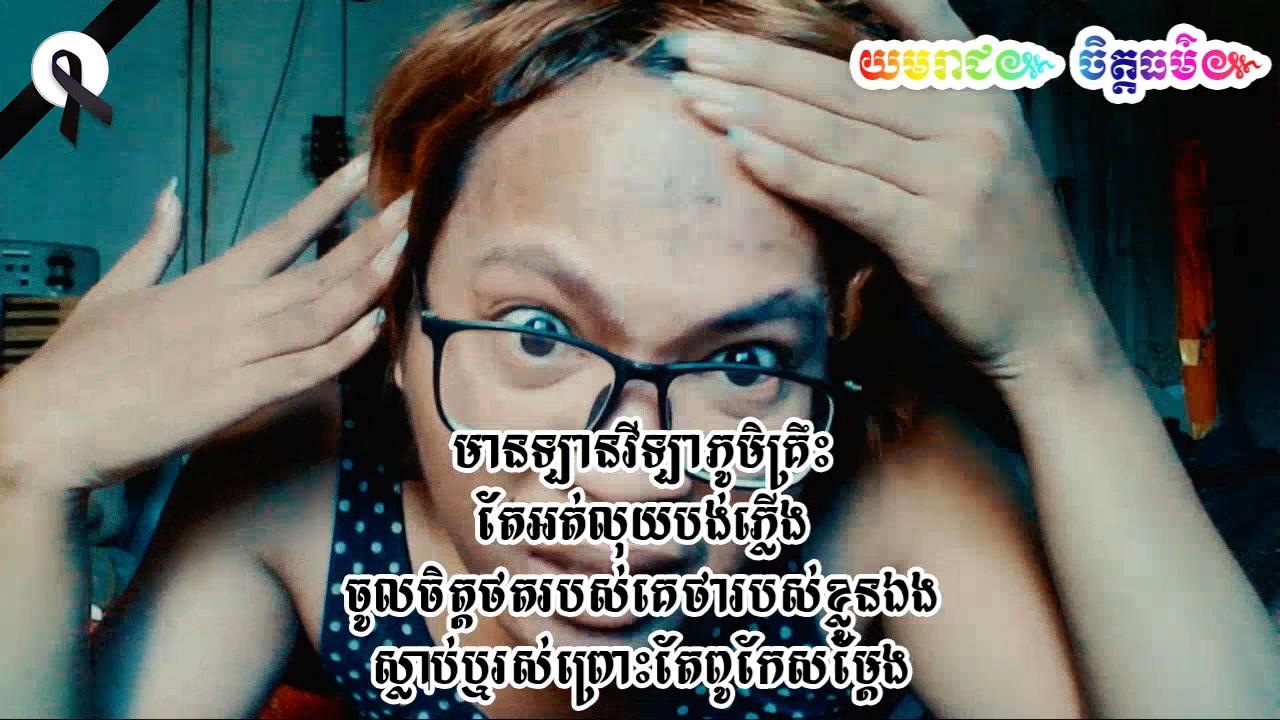 យមរាជ៚ ចិត្តធម៌៚
មានឡានវីឡាភូមិគ្រឹះ
តែអត់លុយបង់ភ្លើង
ចូលចិត្តថតរបស់គេថារបស់ខ្លួនឯង
ស្លាប់ឬរស់ព្រោះតែពូកែសម្តែង